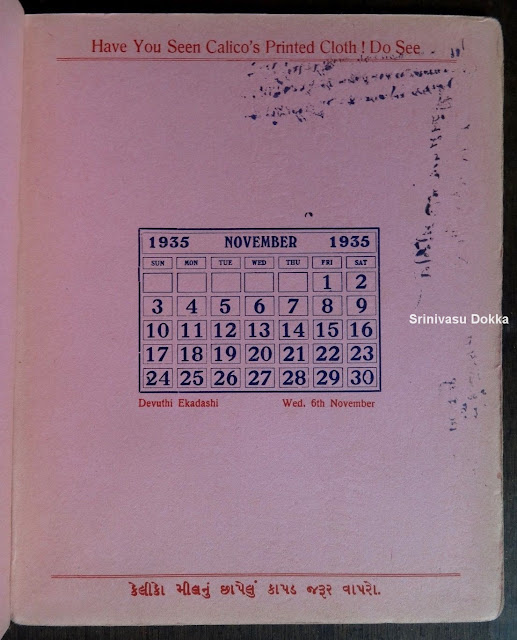 Have You Seen Calico's Printed Cloth! Do See
1935 NOVEMBER 1935
SUN MON TUE WED THU FRI SAT
1 2
3 4 5 6 7 8 9
10 11 12 13 14 15 16
17 18 19 20 21 22 23
24 25 26 27 28 29 30
Devuthi Ekadashi Wed. 6th November
Srinivasu Dokka
કેલીકો મીલનું છાપેલું કાપડ જરૂર વાપરો.